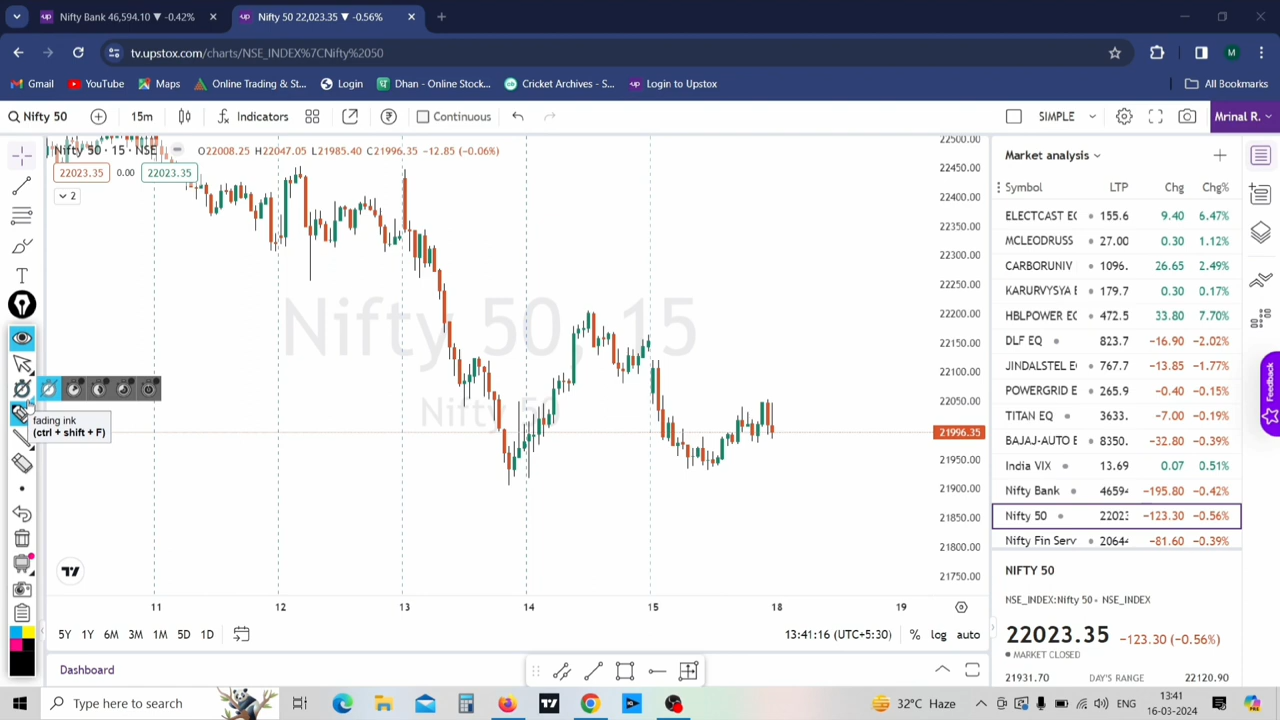 Nifty Bank 46,594.10 ▼ -0.42%
Nifty 50 22,023.35 ▼ -0.56%
tv.upstox.com/charts/NSE_INDEX%7CNifty%2050
M
Gmail
YouTube
Maps
Online Trading & St...
Login
Dhan - Online Stock...
Cricket Archives - S...
Login to Upstox
All Bookmarks
Nifty 50
15m
Indicators
Continuous
SIMPLE
Mrinal R.
Nifty 50 · 15 · NSE
O22008.25 H22047.05 L21985.40 C21996.35 −12.85 (−0.06%)
22023.35 0.00 22023.35
2
Nifty 50, 15
Nifty 50
fading ink
(ctrl + shift + F)
22500.00
22450.00
22400.00
22350.00
22300.00
22250.00
22200.00
22150.00
22100.00
22050.00
21996.35
21950.00
21900.00
21850.00
21800.00
21750.00
11 12 13 14 15 18 19
5Y 1Y 6M 3M 1M 5D 1D
13:41:16 (UTC+5:30) % log auto
Dashboard
Market analysis
Symbol LTP Chg Chg%
ELECTCAST EQ 155.6 9.40 6.47%
MCLEODRUSS 27.00 0.30 1.12%
CARBORUNIV 1096. 26.65 2.49%
KARURVYSYA E 179.7 0.30 0.17%
HBLPOWER EQ 472.5 33.80 7.70%
DLF EQ 823.7 −16.90 −2.02%
JINDALSTEL E 767.7 −13.85 −1.77%
POWERGRID E 265.9 −0.40 −0.15%
TITAN EQ 3633. −7.00 −0.19%
BAJAJ-AUTO E 8350. −32.80 −0.39%
India VIX 13.69 0.07 0.51%
Nifty Bank 46594 −195.80 −0.42%
Nifty 50 22023 −123.30 −0.56%
Nifty Fin Serv 20644 −81.60 −0.39%
NIFTY 50
NSE_INDEX:Nifty 50 • NSE_INDEX
22023.35 −123.30 (−0.56%)
MARKET CLOSED
21931.70 DAY'S RANGE 22120.90
Feedback
Type here to search
32°C Haze
ENG
13:41
16-03-2024